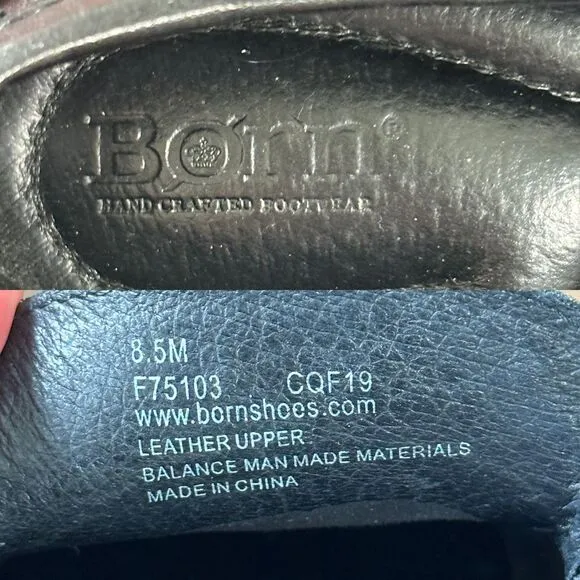 Børn®
HAND CRAFTED FOOTWEAR
8.5M
F75103 CQF19
www.bornshoes.com
LEATHER UPPER
BALANCE MAN MADE MATERIALS
MADE IN CHINA